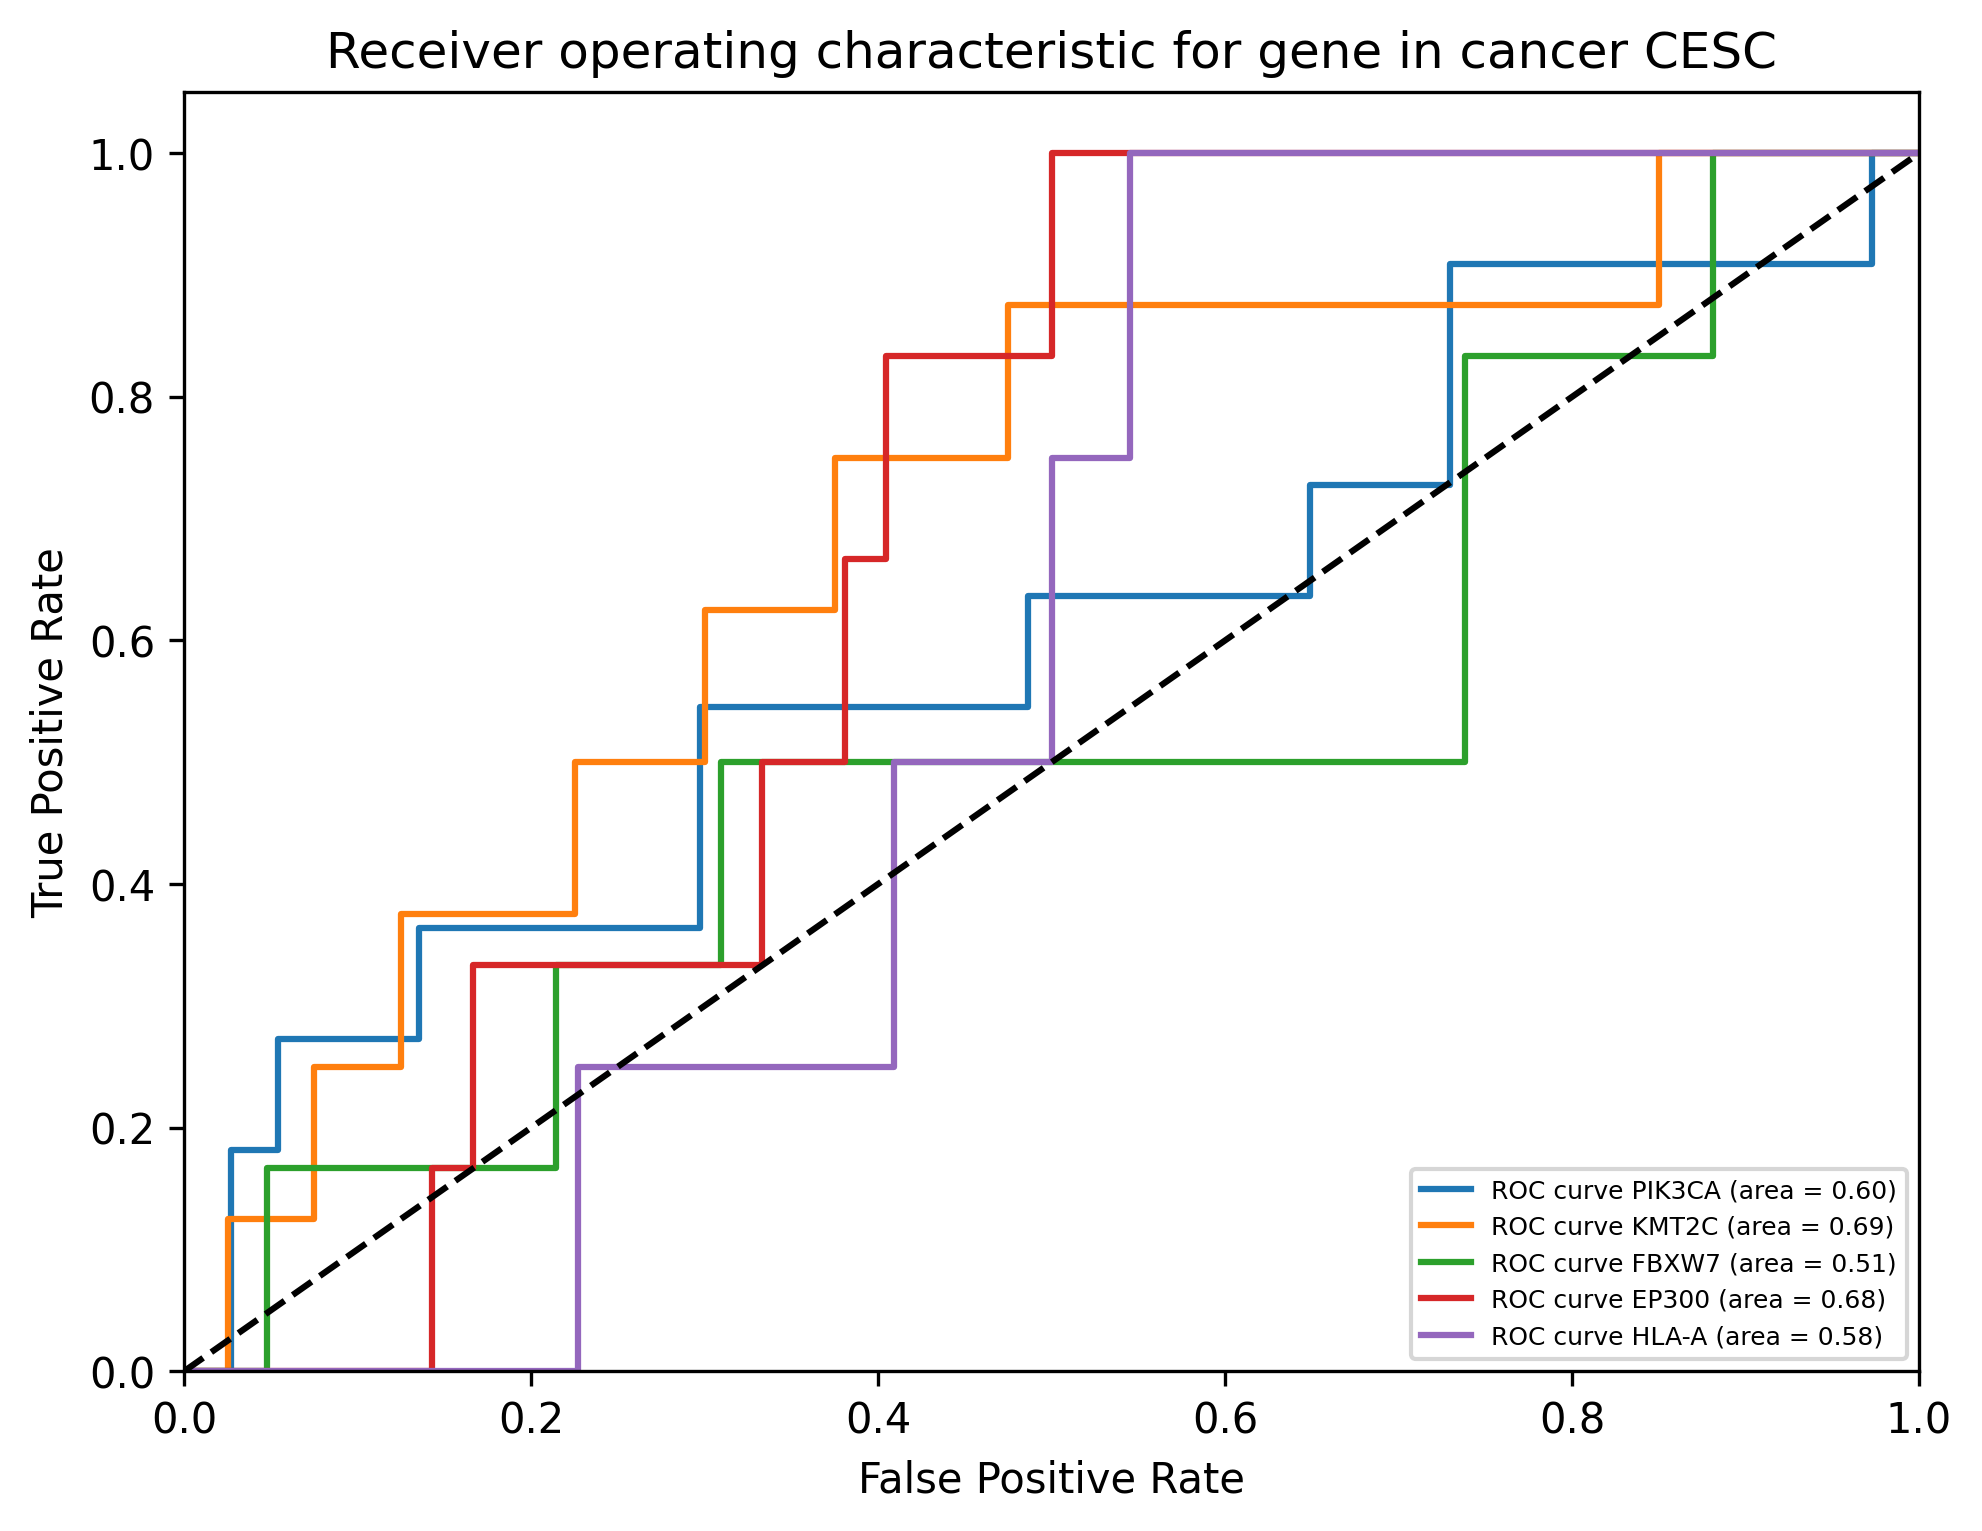 Receiver operating characteristic for gene in cancer CESC
True Positive Rate
1.0
0.8
0.6
0.4
0.2
0.0
0.0 0.2 0.4 0.6 0.8 1.0
False Positive Rate
ROC curve PIK3CA (area = 0.60)
ROC curve KMT2C (area = 0.69)
ROC curve FBXW7 (area = 0.51)
ROC curve EP300 (area = 0.68)
ROC curve HLA-A (area = 0.58)